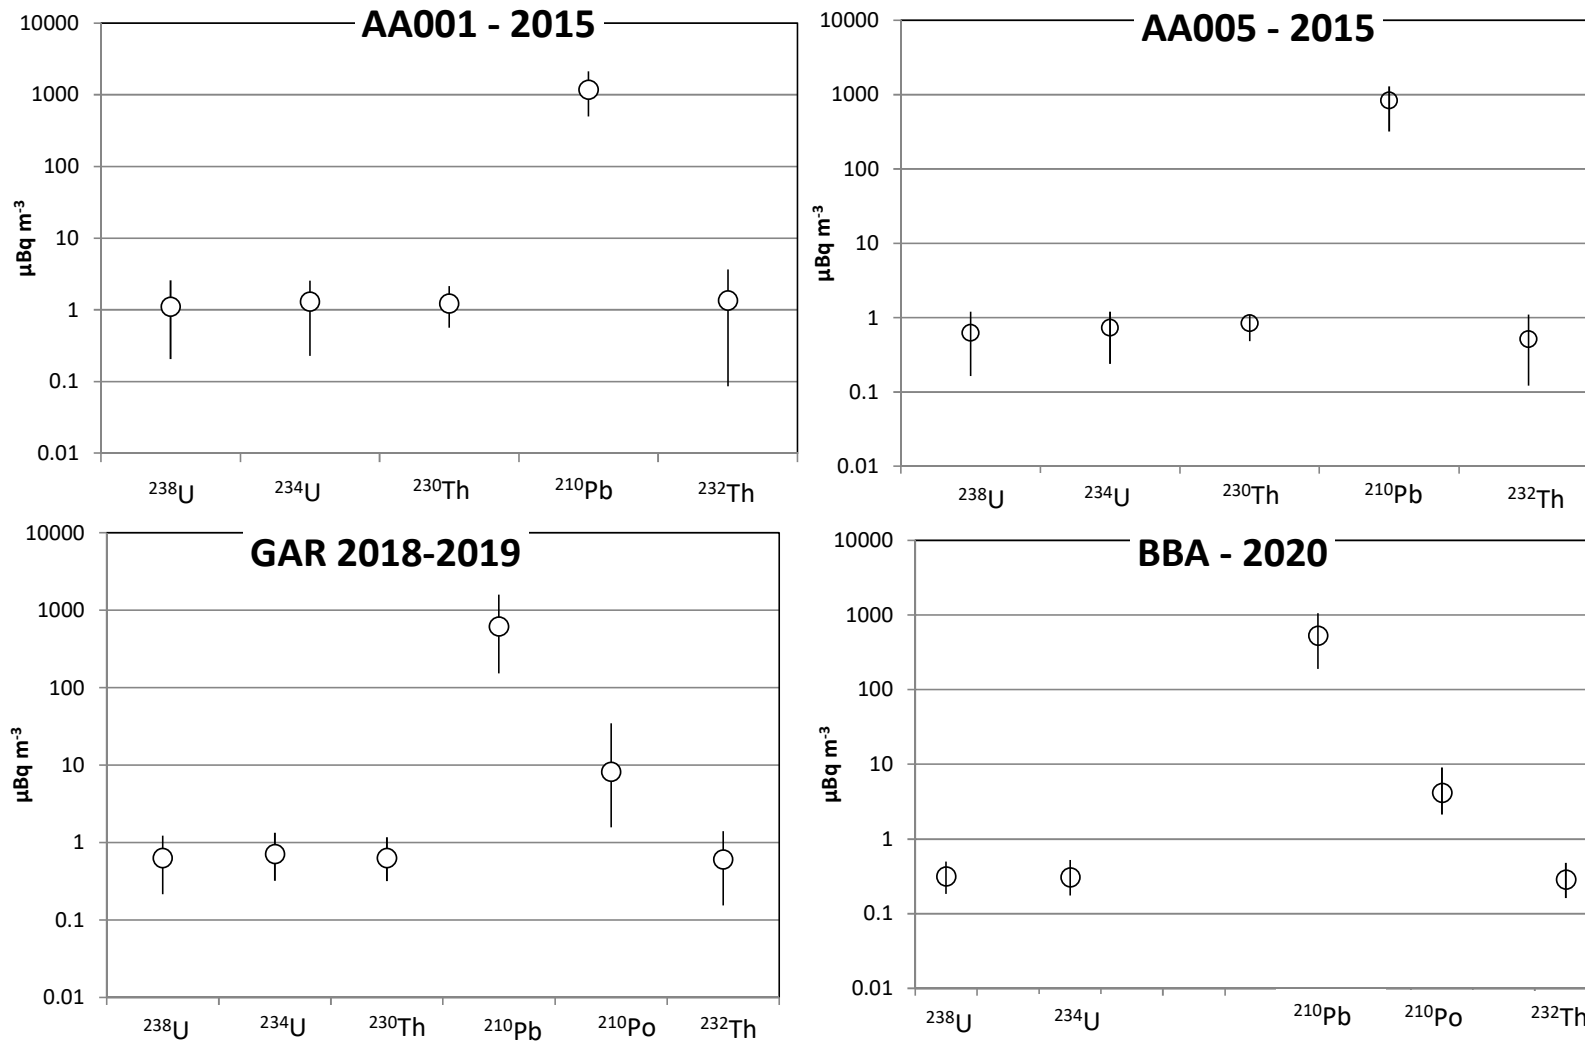 AA001 - 2015
10000
1000
100
10
1
0.1
0.01
µBq m⁻³
²³⁸U ²³⁴U ²³⁰Th ²¹⁰Pb ²³²Th
AA005 - 2015
10000
1000
100
10
1
0.1
0.01
µBq m⁻³
²³⁸U ²³⁴U ²³⁰Th ²¹⁰Pb ²³²Th
GAR 2018-2019
10000
1000
100
10
1
0.1
0.01
µBq m⁻³
²³⁸U ²³⁴U ²³⁰Th ²¹⁰Pb ²¹⁰Po ²³²Th
BBA - 2020
10000
1000
100
10
1
0.1
0.01
µBq m⁻³
²³⁸U ²³⁴U ²¹⁰Pb ²¹⁰Po ²³²Th